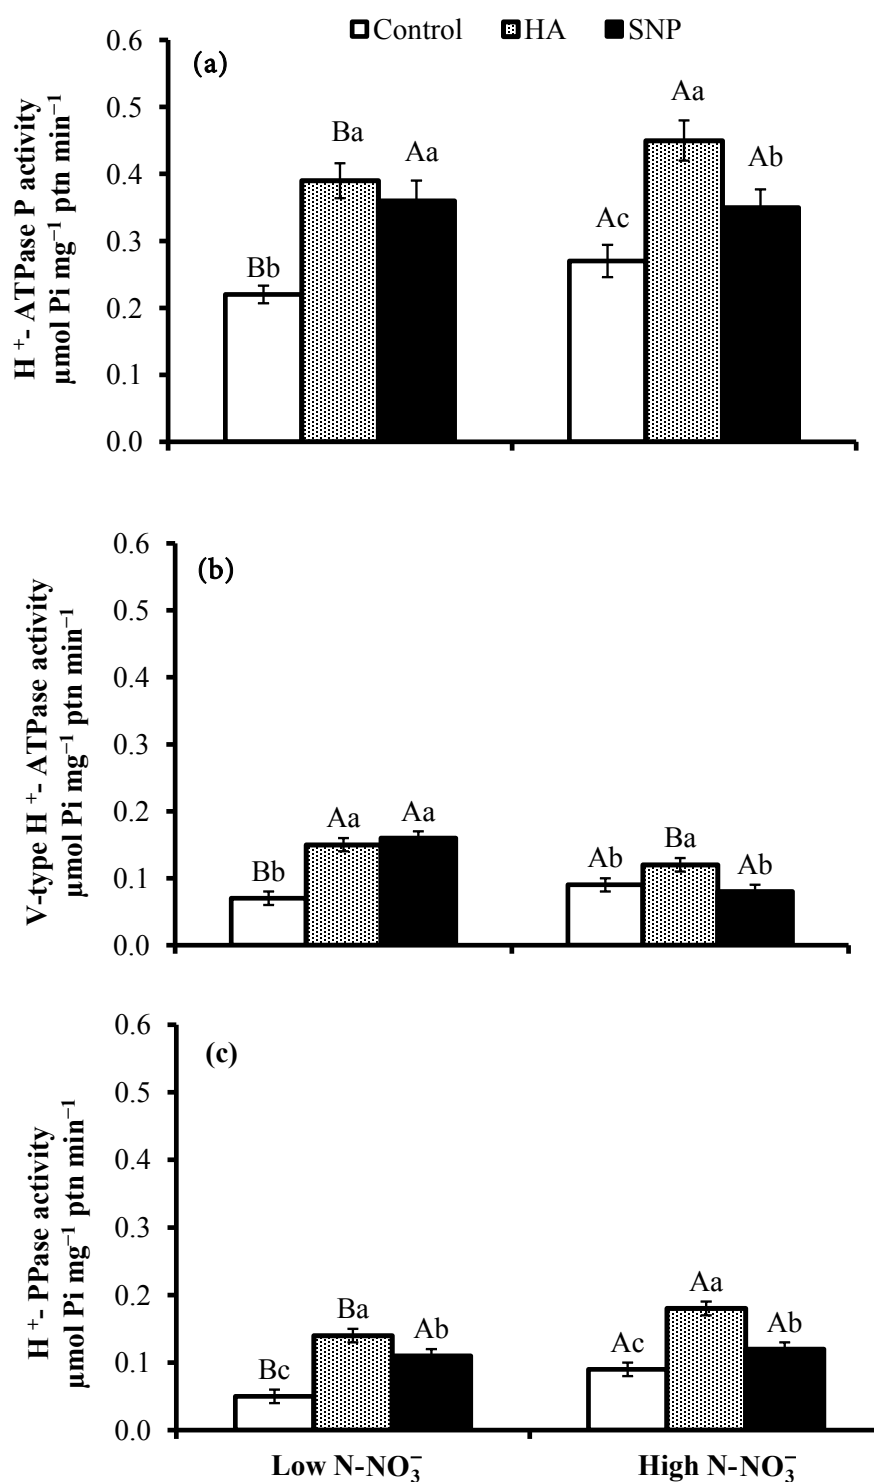 Control HA SNP
(a)
H⁺- ATPase P activity
µmol Pi mg⁻¹ ptn min⁻¹
0.6
0.5
0.4
0.3
0.2
0.1
0.0
Bb Ba Aa Ac Aa Ab
(b)
V-type H⁺- ATPase activity
µmol Pi mg⁻¹ ptn min⁻¹
0.6
0.5
0.4
0.3
0.2
0.1
0.0
Bb Aa Aa Ab Ba Ab
(c)
H⁺- PPase activity
µmol Pi mg⁻¹ ptn min⁻¹
0.6
0.5
0.4
0.3
0.2
0.1
0.0
Bc Ba Ab Ac Aa Ab
Low N-NO₃⁻ High N-NO₃⁻